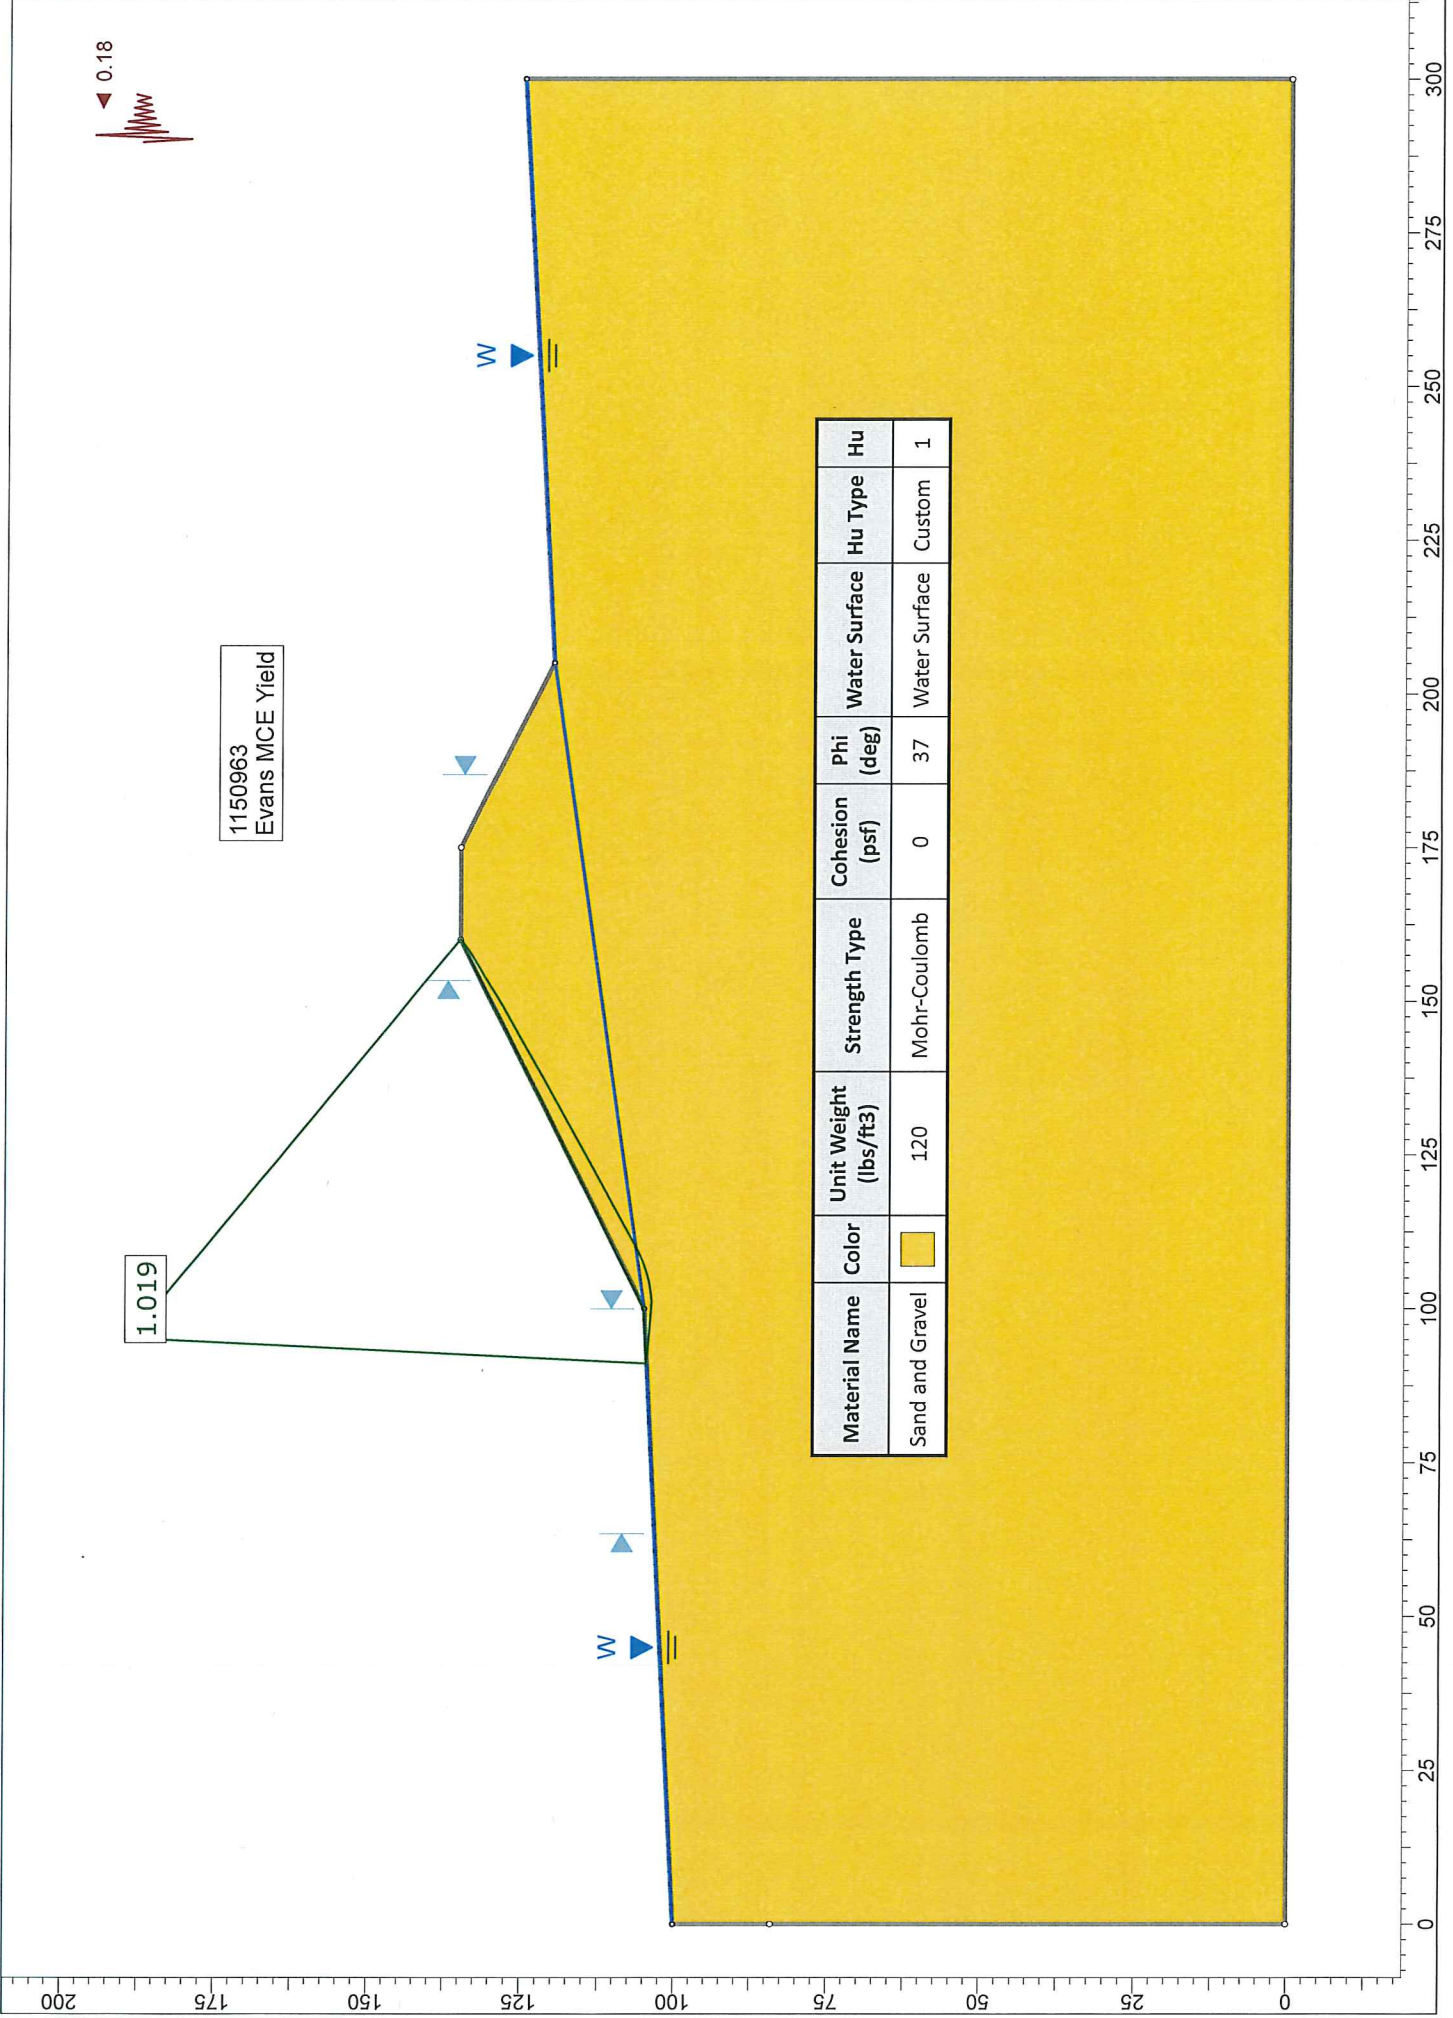 0.18
1150963
Evans MCE Yield
1.019
W
W
Material Name Color Unit Weight (lbs/ft3) Strength Type Cohesion (psf) Phi (deg) Water Surface Hu Type Hu
Sand and Gravel 120 Mohr-Coulomb 0 37 Water Surface Custom 1
200
175
150
125
100
75
50
25
0
0 25 50 75 100 125 150 175 200 225 250 275 300